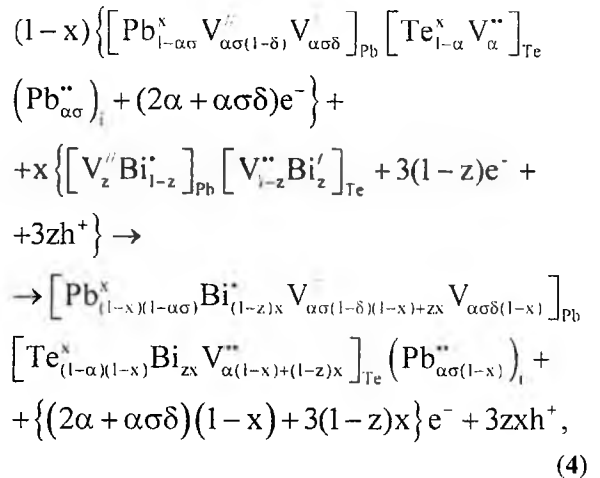 (1-x){[Pb^x_{1-ασ} V^{//}_{ασ(1-δ)} V_{ασδ}]_{Pb} [Te^x_{1-α} V^{••}_α]_{Te}
(Pb^{••}_{ασ})_i + (2α + ασδ)e^-} +
+x{[V^{//}_z Bi^•_{1-z}]_{Pb} [V^{••}_{1-z} Bi^/_z]_{Te} + 3(1-z)e^- +
+3zh^+} →
→ [Pb^x_{(1-x)(1-ασ)} Bi^•_{(1-z)x} V_{ασ(1-δ)(1-x)+zx} V_{ασδ(1-x)}]_{Pb}
[Te^x_{(1-α)(1-x)} Bi_{zx} V^{••}_{α(1-x)+(1-z)x}]_{Te} (Pb^{••}_{ασ(1-x)})_i +
+{(2α + ασδ)(1-x) + 3(1-z)x}e^- + 3zxh^+,
(4)